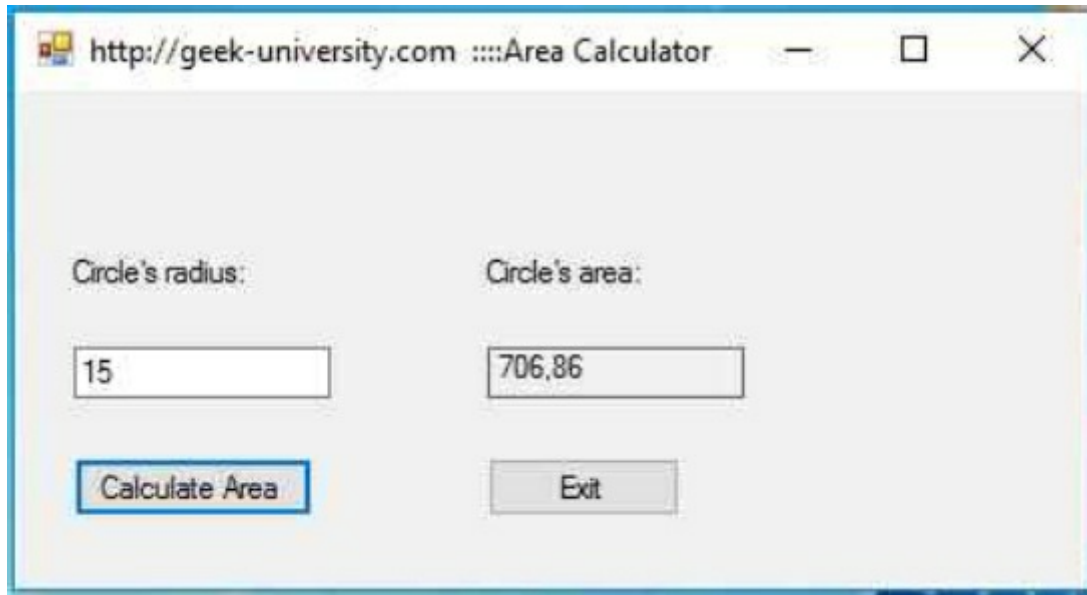 http://geek-university.com ::::Area Calculator
Circle's radius: Circle's area:
15 706,86
Calculate Area Exit